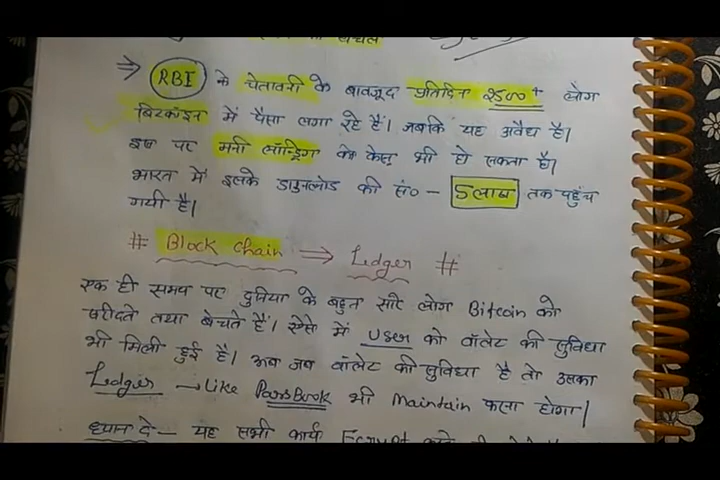 ⇒ RBI के चेतावनी के बावजूद प्रतिदिन 2500+ लोग
बिटकॉइन में पैसा लगा रहे हैं। जबकि यह अवैध है।
इस पर मनी लॉन्ड्रिंग का केस भी हो सकता है।
भारत में इसके डाउनलोड की सं० - 5 लाख तक पहुंच
गयी है।
# Block Chain ⇒ Ledger #
एक ही समय पर दुनिया के बहुत सारे लोग Bitcoin को
खरीदते तथा बेचते हैं। ऐसे में User को वॉलेट की सुविधा
भी मिली हुई है। अब जब वॉलेट की सुविधा है तो उसका
Ledger → Like PassBook भी Maintain करना होगा।
ध्यान दे - यह सभी कार्य